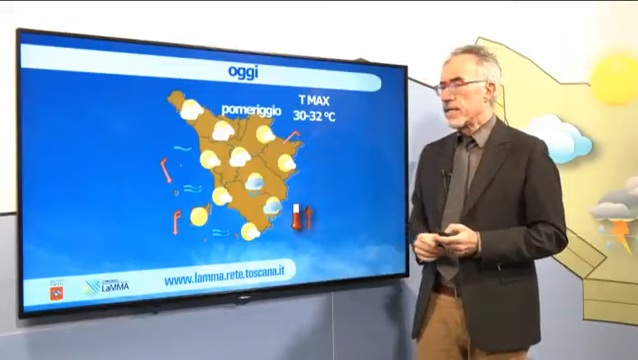 oggi
pomeriggio
T MAX
30-32 °C
www.lamma.rete.toscana.it
LaMMA